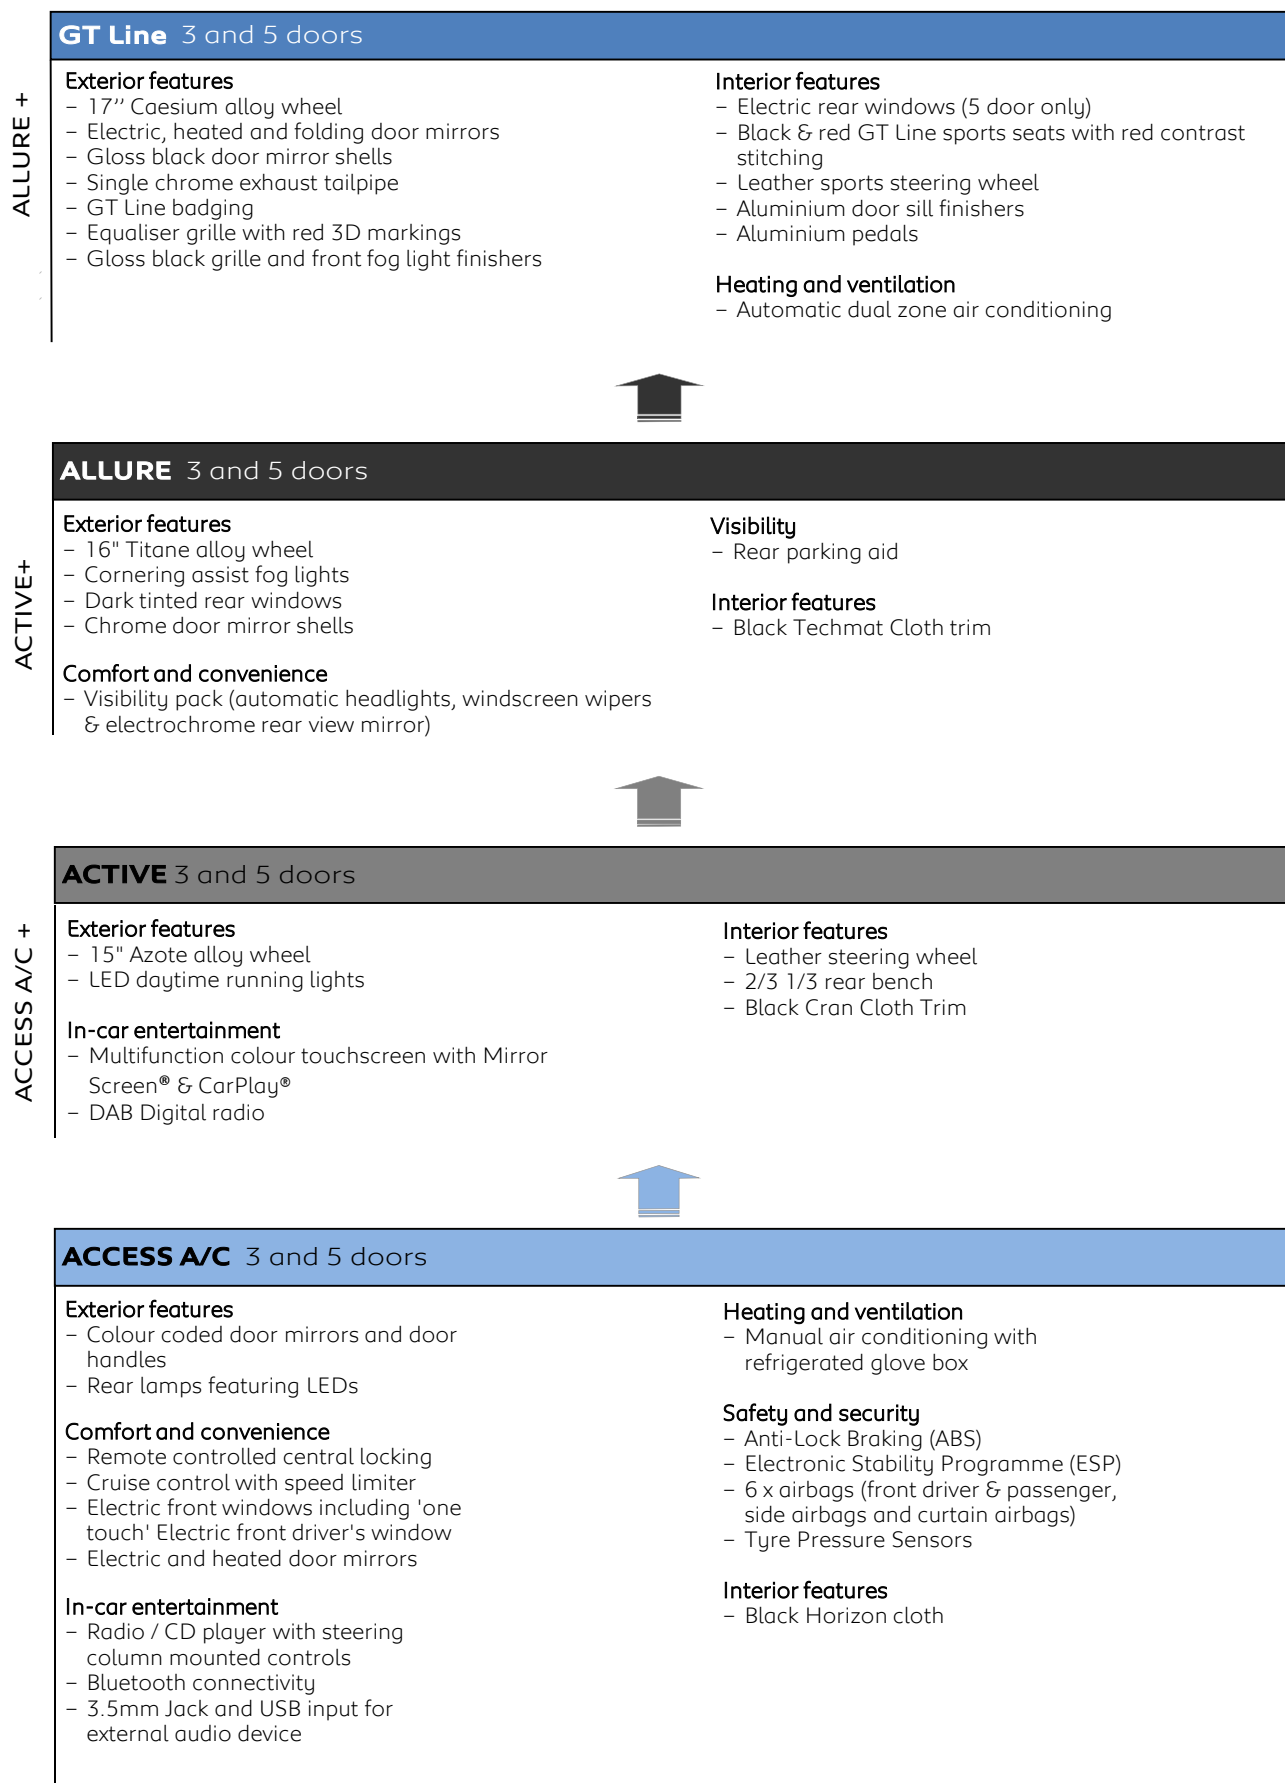 GT Line 3 and 5 doors
ALLURE +
Exterior features
– 17’’ Caesium alloy wheel
– Electric, heated and folding door mirrors
– Gloss black door mirror shells
– Single chrome exhaust tailpipe
– GT Line badging
– Equaliser grille with red 3D markings
– Gloss black grille and front fog light finishers
Interior features
– Electric rear windows (5 door only)
– Black & red GT Line sports seats with red contrast
stitching
– Leather sports steering wheel
– Aluminium door sill finishers
– Aluminium pedals
Heating and ventilation
– Automatic dual zone air conditioning
ALLURE 3 and 5 doors
ACTIVE+
Exterior features
– 16" Titane alloy wheel
– Cornering assist fog lights
– Dark tinted rear windows
– Chrome door mirror shells
Comfort and convenience
– Visibility pack (automatic headlights, windscreen wipers
& electrochrome rear view mirror)
Visibility
– Rear parking aid
Interior features
– Black Techmat Cloth trim
ACTIVE 3 and 5 doors
ACCESS A/C +
Exterior features
– 15" Azote alloy wheel
– LED daytime running lights
In-car entertainment
– Multifunction colour touchscreen with Mirror
Screen® & CarPlay®
– DAB Digital radio
Interior features
– Leather steering wheel
– 2/3 1/3 rear bench
– Black Cran Cloth Trim
ACCESS A/C 3 and 5 doors
Exterior features
– Colour coded door mirrors and door
handles
– Rear lamps featuring LEDs
Comfort and convenience
– Remote controlled central locking
– Cruise control with speed limiter
– Electric front windows including 'one
touch' Electric front driver's window
– Electric and heated door mirrors
In-car entertainment
– Radio / CD player with steering
column mounted controls
– Bluetooth connectivity
– 3.5mm Jack and USB input for
external audio device
Heating and ventilation
– Manual air conditioning with
refrigerated glove box
Safety and security
– Anti-Lock Braking (ABS)
– Electronic Stability Programme (ESP)
– 6 x airbags (front driver & passenger,
side airbags and curtain airbags)
– Tyre Pressure Sensors
Interior features
– Black Horizon cloth